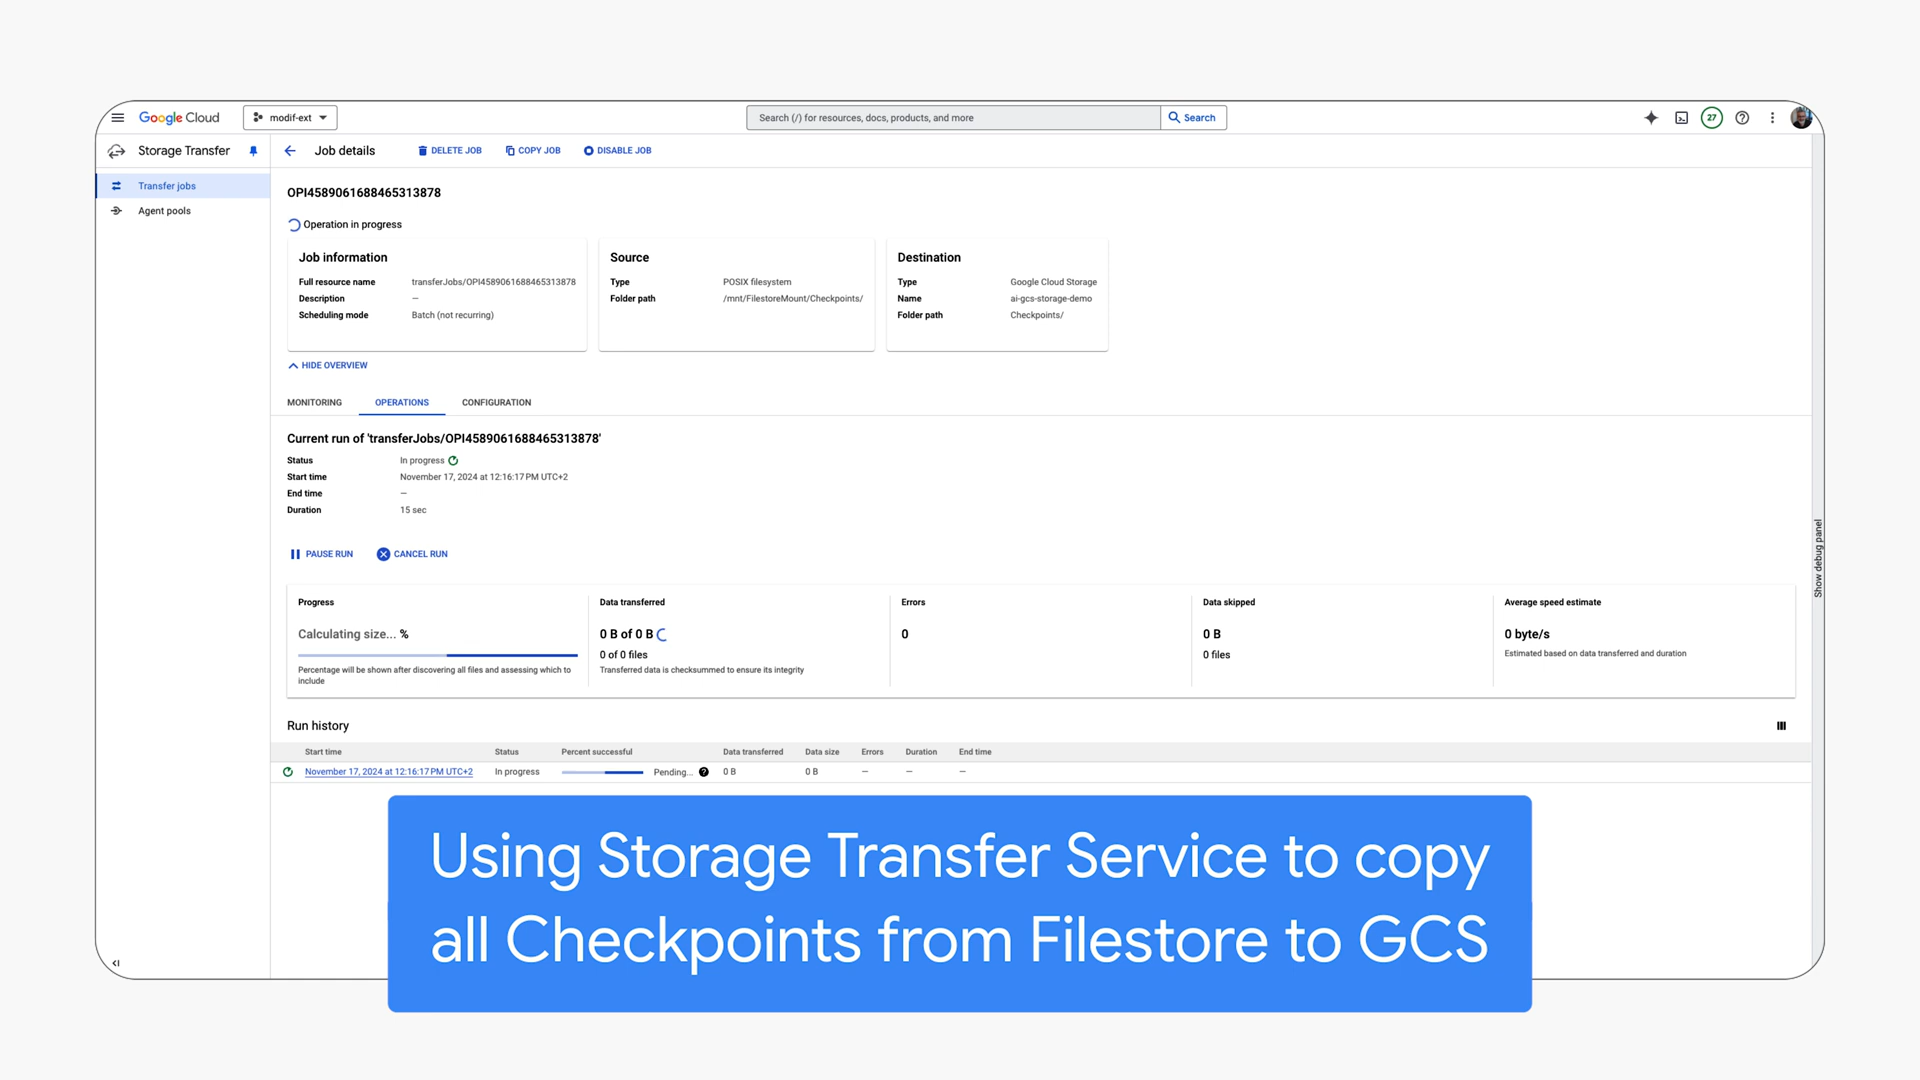 Google Cloud
modif-ext
Search (/) for resources, docs, products, and more
Search
27
Storage Transfer
Job details
DELETE JOB
COPY JOB
DISABLE JOB
Transfer jobs
Agent pools
OPI4589061688465313878
Operation in progress
Job information
Full resource name transferJobs/OPI4589061688465313878
Description —
Scheduling mode Batch (not recurring)
Source
Type POSIX filesystem
Folder path /mnt/FilestoreMount/Checkpoints/
Destination
Type Google Cloud Storage
Name ai-gcs-storage-demo
Folder path Checkpoints/
HIDE OVERVIEW
MONITORING OPERATIONS CONFIGURATION
Current run of 'transferJobs/OPI4589061688465313878'
Status In progress
Start time November 17, 2024 at 12:16:17 PM UTC+2
End time —
Duration 15 sec
PAUSE RUN CANCEL RUN
Progress
Calculating size... %
Percentage will be shown after discovering all files and assessing which to
include
Data transferred
0 B of 0 B
0 of 0 files
Transferred data is checksummed to ensure its integrity
Errors
0
Data skipped
0 B
0 files
Average speed estimate
0 byte/s
Estimated based on data transferred and duration
Show debug panel
Run history
Start time Status Percent successful Data transferred Data size Errors Duration End time
November 17, 2024 at 12:16:17 PM UTC+2 In progress Pending... 0 B 0 B — — —
Using Storage Transfer Service to copy
all Checkpoints from Filestore to GCS